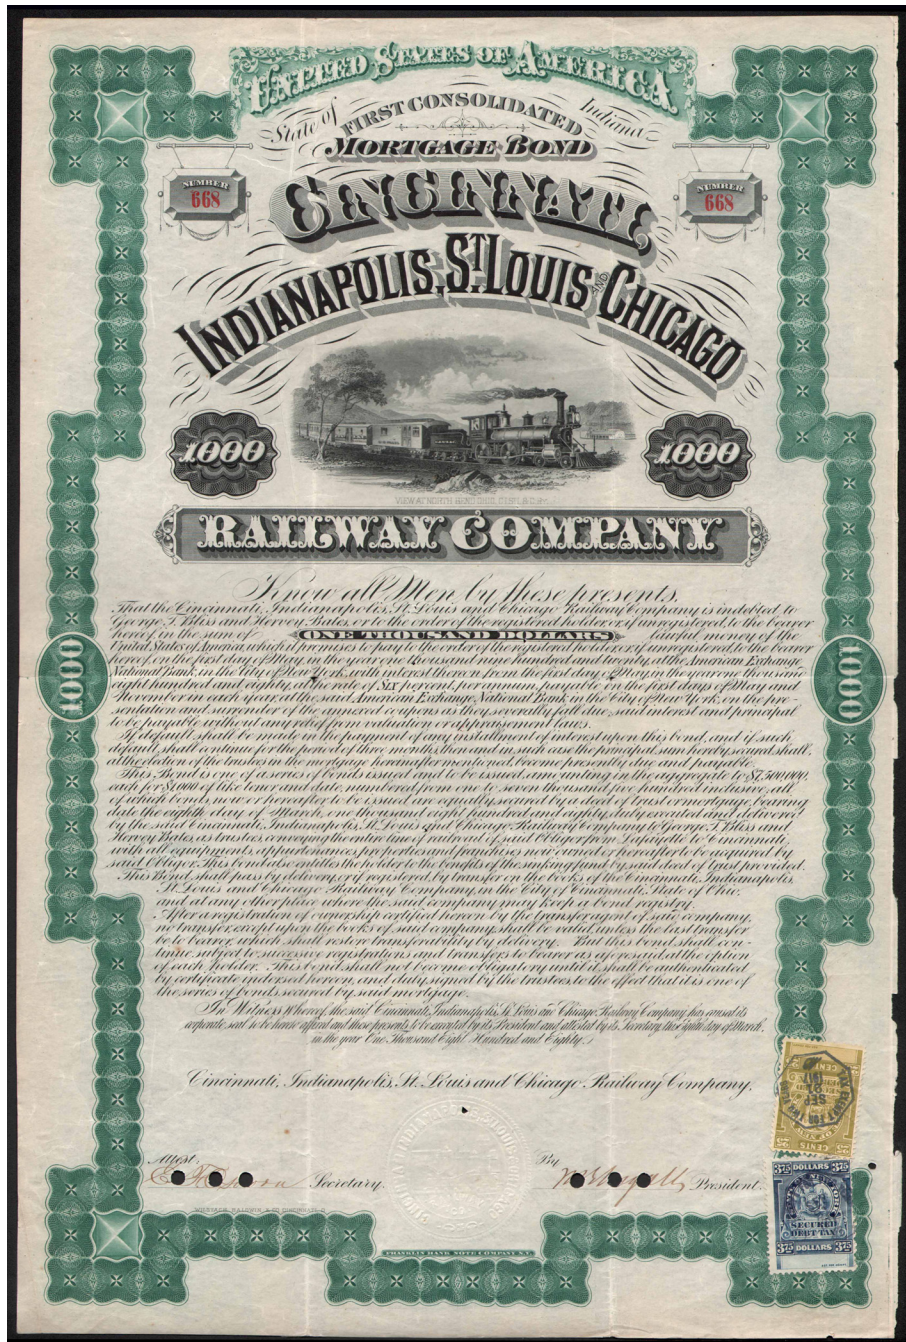 UNITED STATES OF AMERICA
State of Indiana
FIRST CONSOLIDATED
MORTGAGE BOND
NUMBER 668
NUMBER 668
CINCINNATI,
INDIANAPOLIS, ST. LOUIS AND CHICAGO
1000
1000
VIEW AT NORTH BEND OHIO, C.I.ST.L.& C.
RAILWAY COMPANY
Know all Men by these presents,
That the Cincinnati, Indianapolis, St. Louis and Chicago Railway Company is indebted to
George T. Bliss and Hervey Bates, or to the order of the registered holder, or if unregistered, to the bearer
hereof, in the sum of ONE THOUSAND DOLLARS lawful money of the
United States of America, which it promises to pay to the order of the registered holder, or if unregistered, to the bearer
hereof, on the first day of May, in the year one thousand nine hundred and twenty, at the American Exchange
National Bank, in the City of New York, with interest thereon from the first day of May, in the year one thousand
eight hundred and eighty, at the rate of SIX percent, per annum, payable on the first days of May and
November in each year, at the said American Exchange National Bank, in the City of New York, on the pre-
sentation and surrender of the annexed coupons as they severally fall due, said interest and principal
to be payable without any relief from valuation or appraisement laws.
If default shall be made in the payment of any installment of interest upon this bond, and if such
default shall continue for the period of three months, then and in such case the principal sum hereby secured shall,
at the election of the trustees in the mortgage hereinafter mentioned, become presently due and payable.
This Bond is one of a series of bonds issued and to be issued, amounting in the aggregate to $7,500,000,
each for $1,000, of like tenor and date, numbered from one to seven thousand five hundred inclusive, all
of which bonds, now or hereafter to be issued are equally secured by a deed of trust or mortgage, bearing
date the eighth day of March, one thousand eight hundred and eighty, duly executed and delivered
by the said Cincinnati, Indianapolis, St. Louis and Chicago Railway Company to George T. Bliss and
Hervey Bates, as trustees, conveying the entire line of railroad of said Obligor from Lafayette to Cincinnati,
with all equipments, appurtenances, properties and franchises now owned or hereafter to be acquired by
said Obligor. This bond also entitles the holder to the benefits of the sinking fund by said deed of trust provided.
This Bond shall pass by delivery, or if registered, by transfer on the books of the Cincinnati, Indianapolis,
St. Louis and Chicago Railway Company, in the City of Cincinnati, State of Ohio,
and at any other place where the said company may keep a bond registry.
After a registration of ownership certified hereon by the transfer agent of said company,
no transfer except upon the books of said company, shall be valid, unless the last transfer
be to bearer, which shall restore transferability by delivery. But this bond shall con-
tinue subject to successive registrations and transfers to bearer as aforesaid at the option
of each holder. This bond shall not become obligatory until it shall be authenticated
by certificate indorsed hereon, and duly signed by the trustees, to the effect that it is one of
the series of bonds secured by said mortgage.
In Witness Whereof, the said Cincinnati, Indianapolis, St. Louis and Chicago Railway Company, has caused its
corporate seal to be hereto affixed and these presents to be executed by its President and attested by its Secretary, this eighth day of March,
in the year One Thousand Eight Hundred and Eighty.
1000
1000
Cincinnati, Indianapolis, St. Louis and Chicago Railway Company,
Attest, Secretary.
By President.
CENTS
25 25
SEP
1917
3.75 DOLLARS 3.75
SECURED
DEBT TAX
3.75 DOLLARS 3.75
WILSTACH, BALDWIN & CO CINCINNATI, O.
FRANKLIN BANK NOTE COMPANY N.Y.